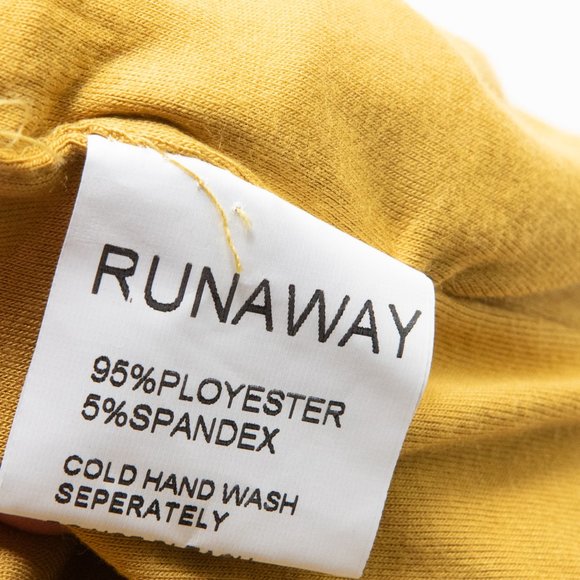 RUNAWAY
95%PLOYESTER
5%SPANDEX
COLD HAND WASH
SEPERATELY